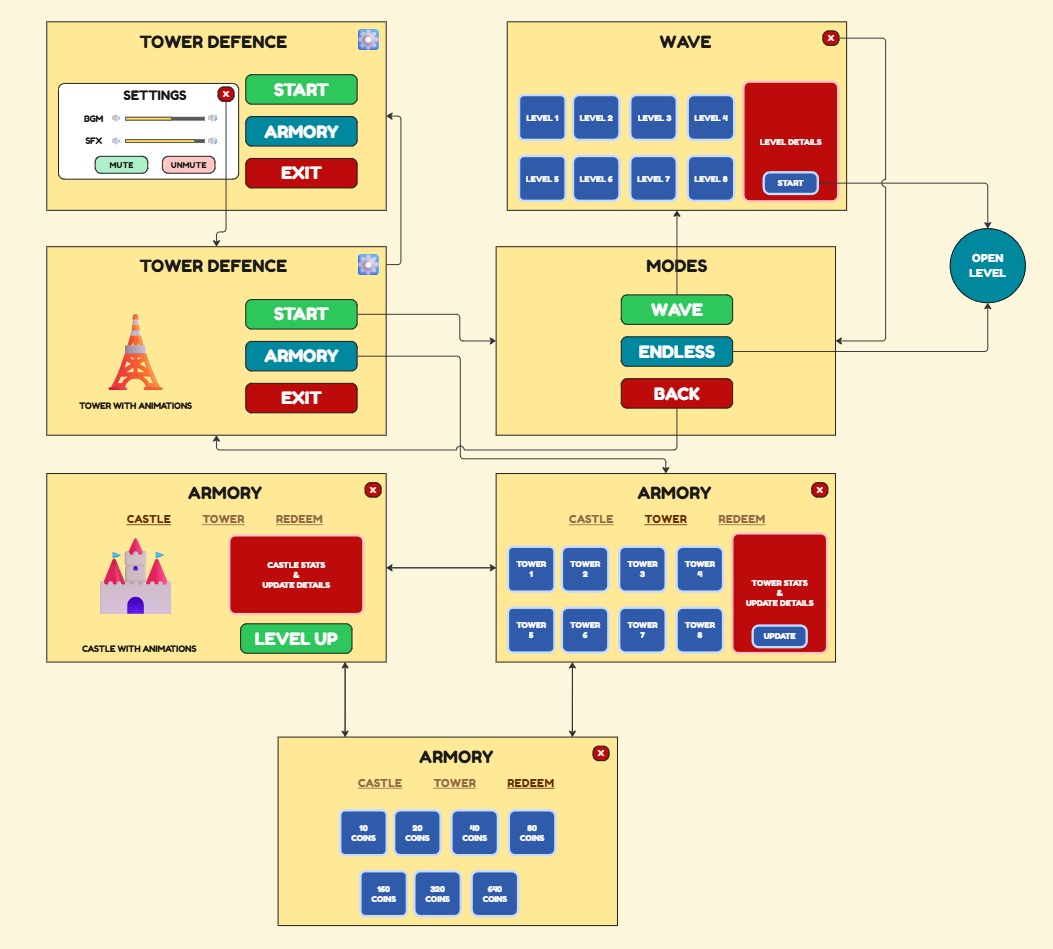 TOWER DEFENCE
SETTINGS
BGM
SFX
MUTE
UNMUTE
START
ARMORY
EXIT
WAVE
LEVEL 1
LEVEL 2
LEVEL 3
LEVEL 4
LEVEL 5
LEVEL 6
LEVEL 7
LEVEL 8
LEVEL DETAILS
START
OPEN
LEVEL
TOWER DEFENCE
START
ARMORY
EXIT
TOWER WITH ANIMATIONS
MODES
WAVE
ENDLESS
BACK
ARMORY
CASTLE
TOWER
REDEEM
CASTLE STATS
&
UPDATE DETAILS
LEVEL UP
CASTLE WITH ANIMATIONS
ARMORY
CASTLE
TOWER
REDEEM
TOWER
1
TOWER
2
TOWER
3
TOWER
4
TOWER
5
TOWER
6
TOWER
7
TOWER
8
TOWER STATS
&
UPDATE DETAILS
UPDATE
ARMORY
CASTLE
TOWER
REDEEM
10
COINS
20
COINS
40
COINS
80
COINS
160
COINS
320
COINS
640
COINS